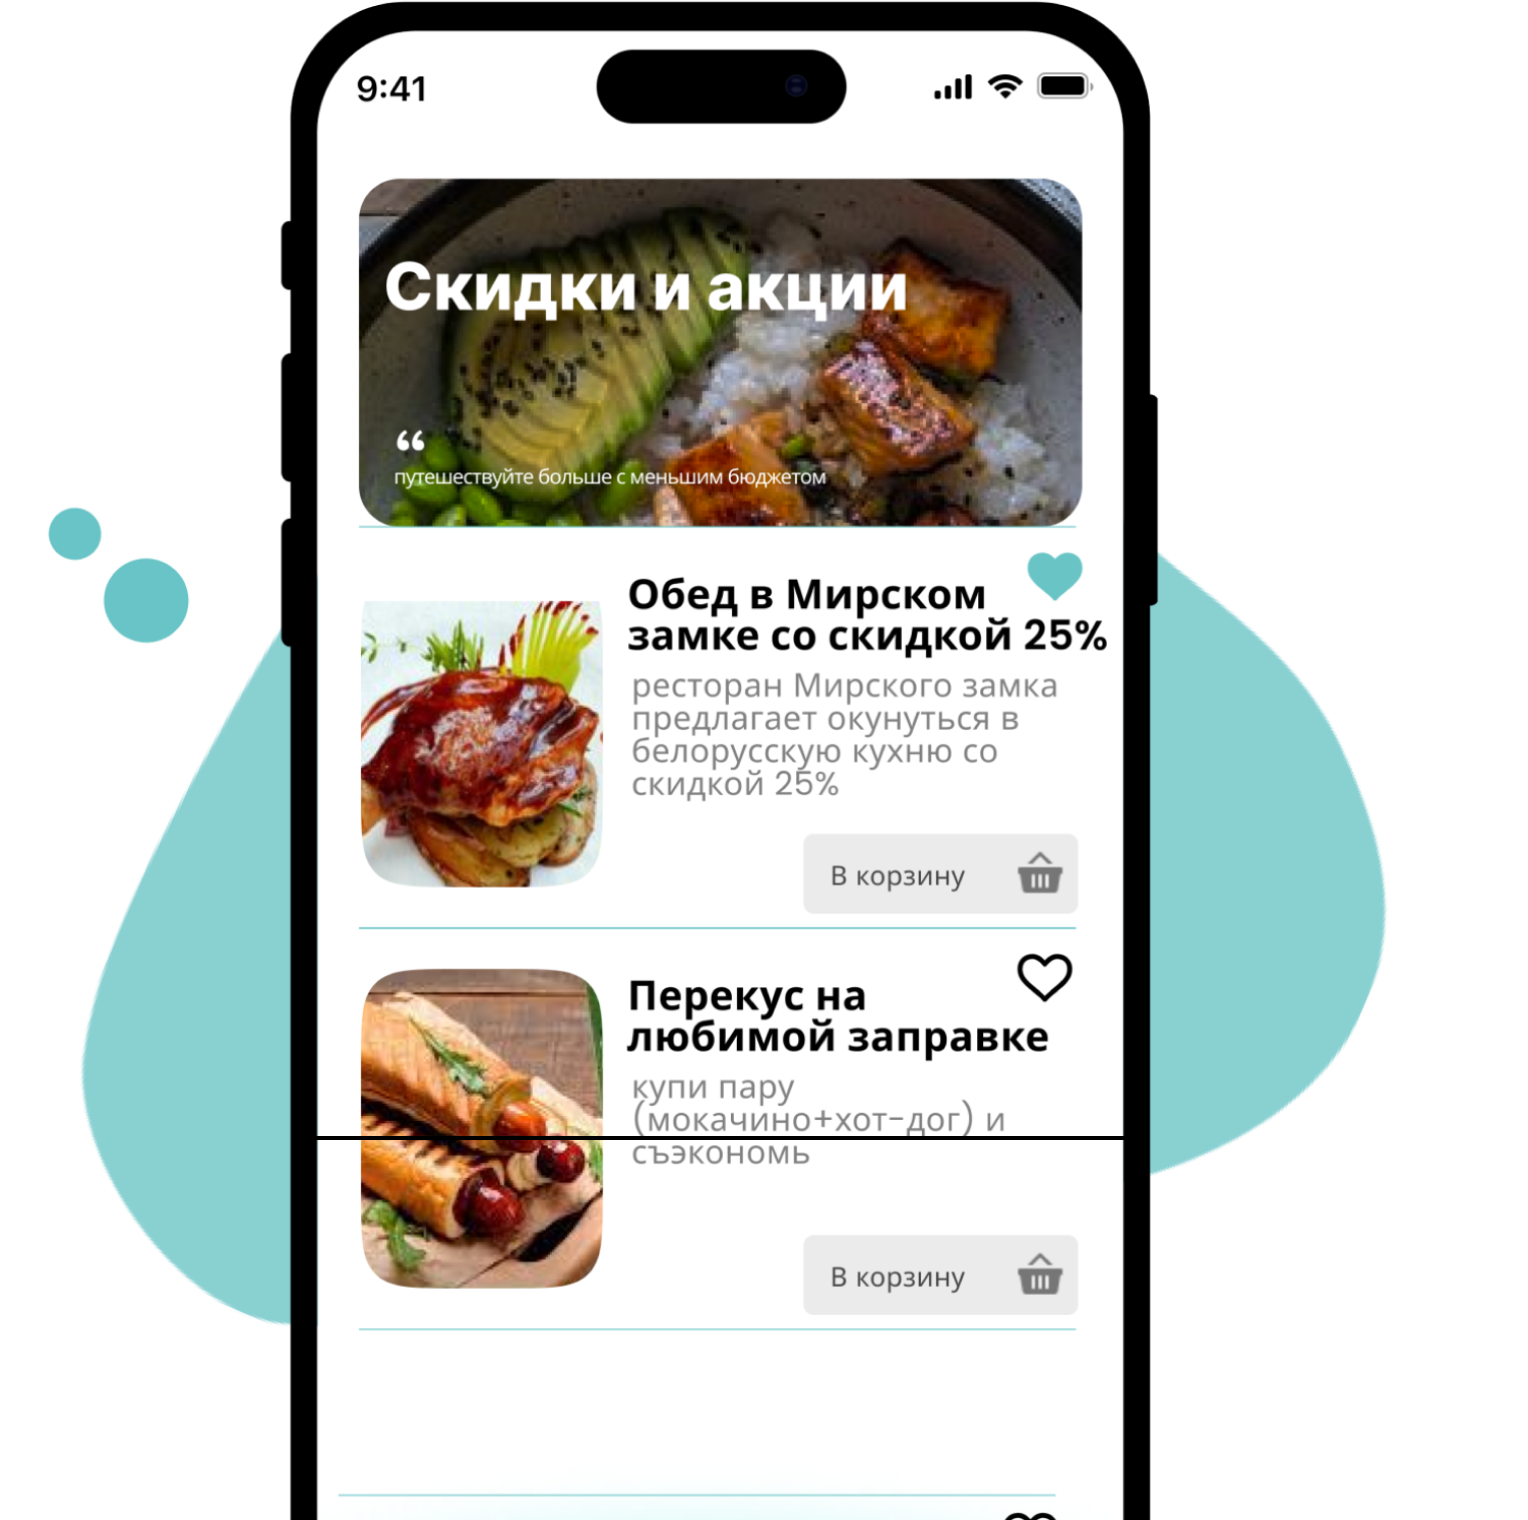 9:41
Скидки и акции
“
путешествуйте больше с меньшим бюджетом
Обед в Мирском
замке со скидкой 25%
ресторан Мирского замка
предлагает окунуться в
белорусскую кухню со
скидкой 25%
В корзину
Перекус на
любимой заправке
купи пару
(мокачино+хот-дог) и
съэкономь
В корзину